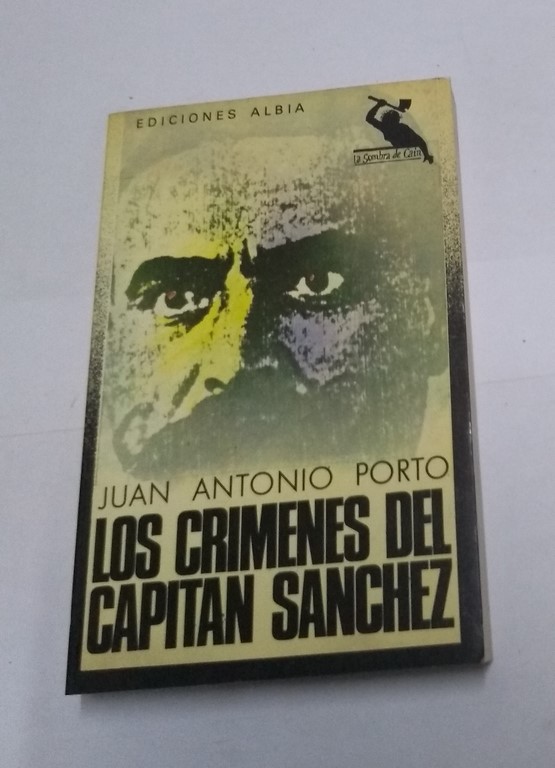 EDICIONES ALBIA
La Sombra de Caín
JUAN ANTONIO PORTO
LOS CRIMENES DEL
CAPITAN SANCHEZ